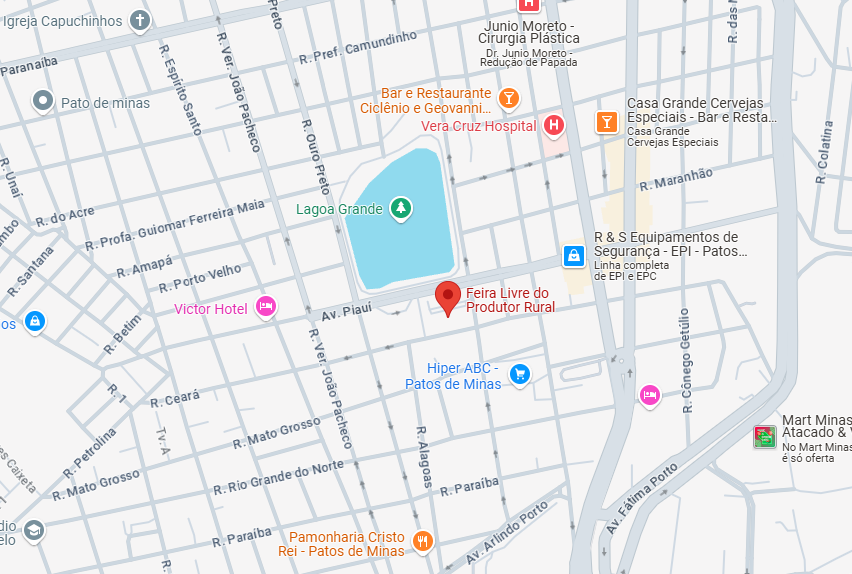 Igreja Capuchinhos
Paranaíba
R. Espírito Santo
R. Ver. João Pacheco
R. Pref. Camundinho
Junio Moreto -
Cirurgia Plástica
Dr. Junio Moreto -
Redução de Papada
R. das
Pato de minas
Bar e Restaurante
Ciclênio e Geovanni...
Vera Cruz Hospital
Casa Grande Cervejas
Especiais - Bar e Resta...
Casa Grande
Cervejas Especiais
R. Colatina
R. Ouro Preto
R. Unaí
R. Maranhão
Lagoa Grande
R. do Acre
R. Profa. Guiomar Ferreira Maia
R. Santana
R. Amapá
R. Porto Velho
R & S Equipamentos de
Segurança - EPI - Patos...
Linha completa
de EPI e EPC
Victor Hotel
Av. Piauí
Feira Livre do
Produtor Rural
os
R. Betim
R. Ver. João Pacheco
R. Cônego Getúlio
Hiper ABC -
Patos de Minas
R. 1
R. Ceará
R. Mato Grosso
Tv. A
R. Petrolina
R. Alagoas
Mart Minas
Atacado & V
No Mart Minas
é só oferta
es Caixeta
R. Mato Grosso
R. Rio Grande do Norte
R. Paraíba
Av. Fátima Porto
dio
elo
R. Paraíba
Pamonharia Cristo
Rei - Patos de Minas
Av. Arlindo Porto